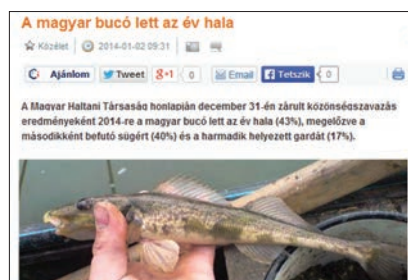 A magyar bucó lett az év hala
Közélet 2014-01-02 09:31
Ajánlom Tweet g+1 0 Email Tetszik 0
A Magyar Haltani Társaság honlapján december 31-én zárult közönségszavazás
eredményeként 2014-re a magyar bucó lett az év hala (43%), megelőzve a
másodikként befutó sügért (40%) és a harmadik helyezett gardát (17%).